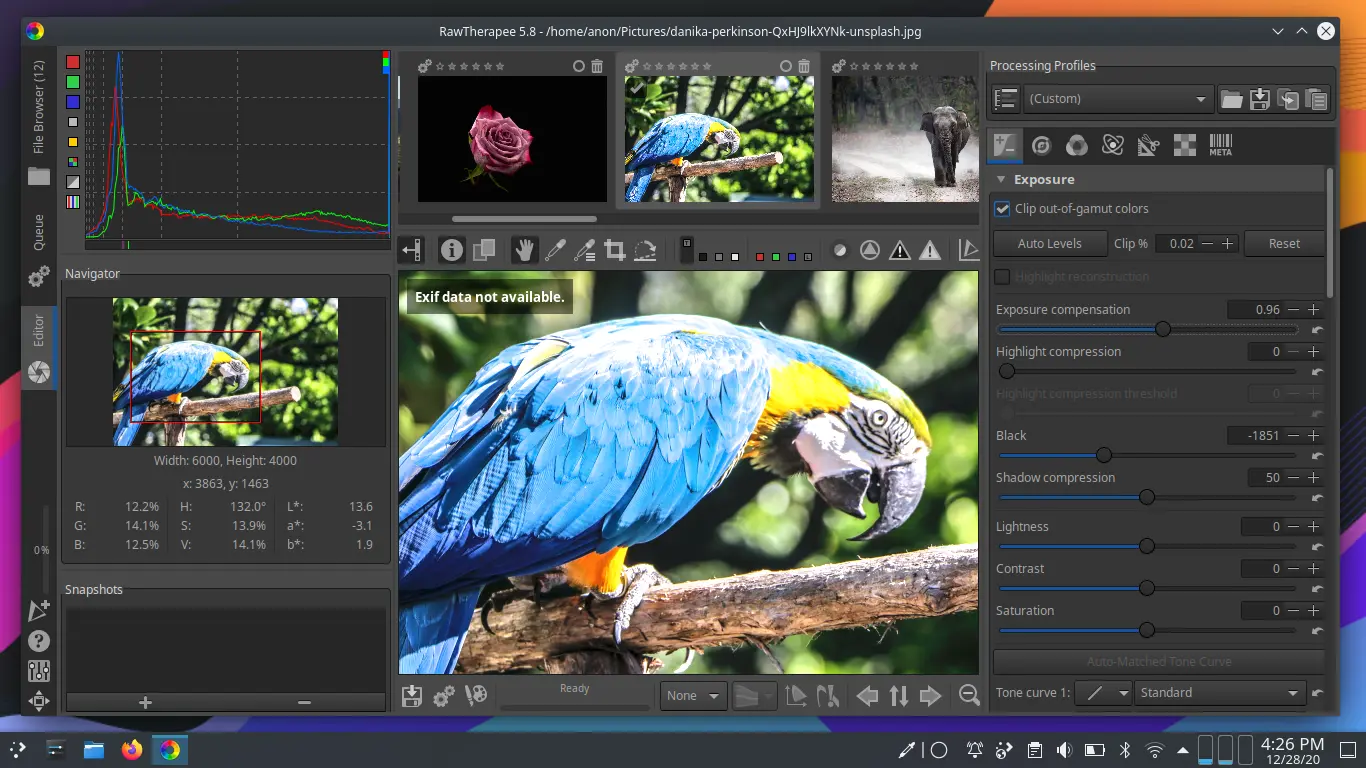 RawTherapee 5.8 - /home/anon/Pictures/danika-perkinson-QxHJ9lkXYNk-unsplash.jpg
File Browser (12)
Queue
Editor
0%
Navigator
Width: 6000, Height: 4000
x: 3863, y: 1463
R: 12.2% H: 132.0° L*: 13.6
G: 14.1% S: 13.9% a*: -3.1
B: 12.5% V: 14.1% b*: 1.9
Snapshots
Exif data not available.
Ready
None
Processing Profiles
(Custom)
META
Exposure
Clip out-of-gamut colors
Auto Levels Clip % 0.02 Reset
Highlight reconstruction
Exposure compensation 0.96
Highlight compression 0
Highlight compression threshold 0
Black -1851
Shadow compression 50
Lightness 0
Contrast 0
Saturation 0
Auto-Matched Tone Curve
Tone curve 1: Standard
4:26 PM
12/28/20